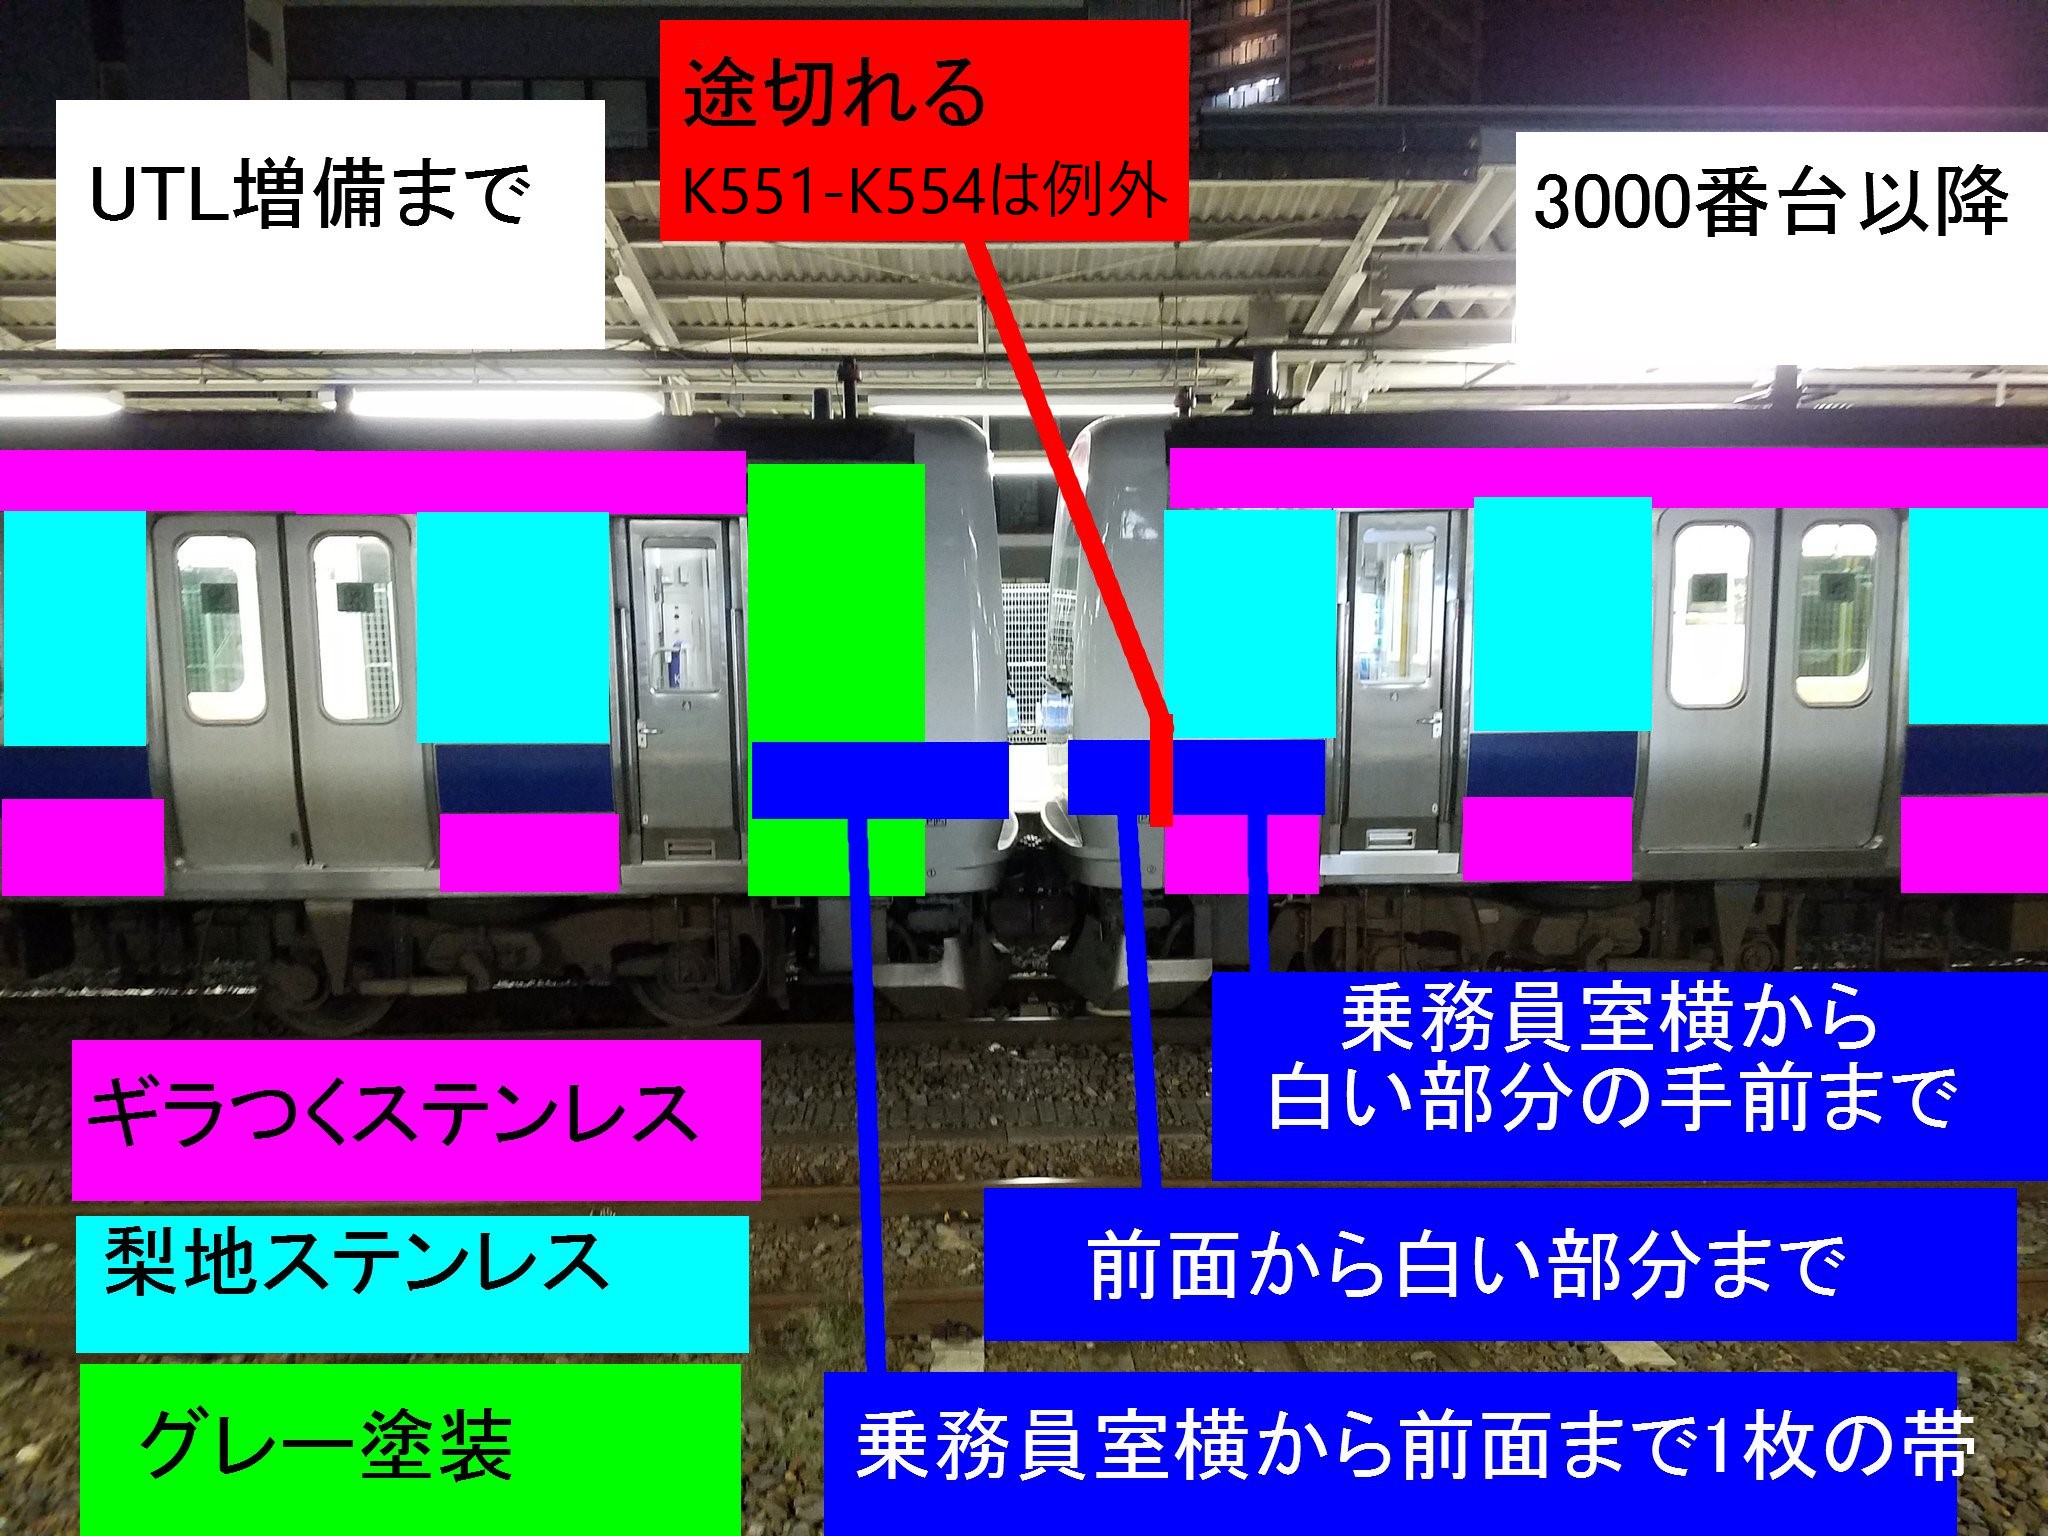 途切れる
K551-K554は例外
UTL増備まで
3000番台以降
乗務員室横から
白い部分の手前まで
ギラつくステンレス
前面から白い部分まで
梨地ステンレス
乗務員室横から前面まで1枚の帯
グレー塗装